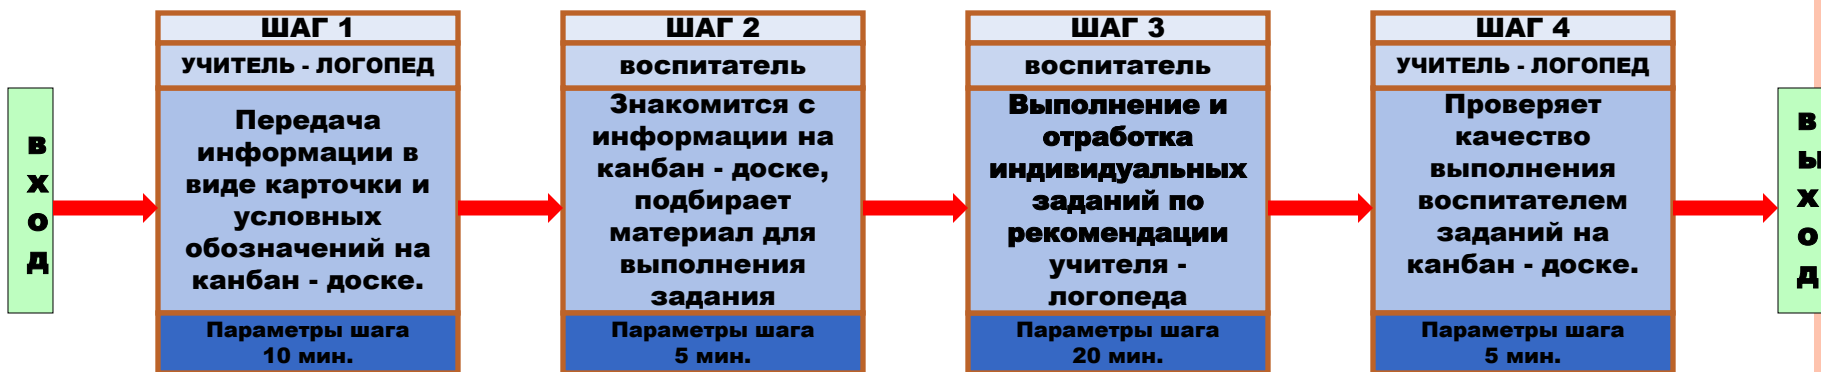 ВХОД
ШАГ 1
УЧИТЕЛЬ - ЛОГОПЕД
Передача
информации в
виде карточки и
условных
обозначений на
канбан - доске.
Параметры шага
10 мин.
ШАГ 2
воспитатель
Знакомится с
информации на
канбан - доске,
подбирает
материал для
выполнения
задания
Параметры шага
5 мин.
ШАГ 3
воспитатель
Выполнение и
отработка
индивидуальных
заданий по
рекомендации
учителя -
логопеда
Параметры шага
20 мин.
ШАГ 4
УЧИТЕЛЬ - ЛОГОПЕД
Проверяет
качество
выполнения
воспитателем
заданий на
канбан - доске.
Параметры шага
5 мин.
ВЫХОД